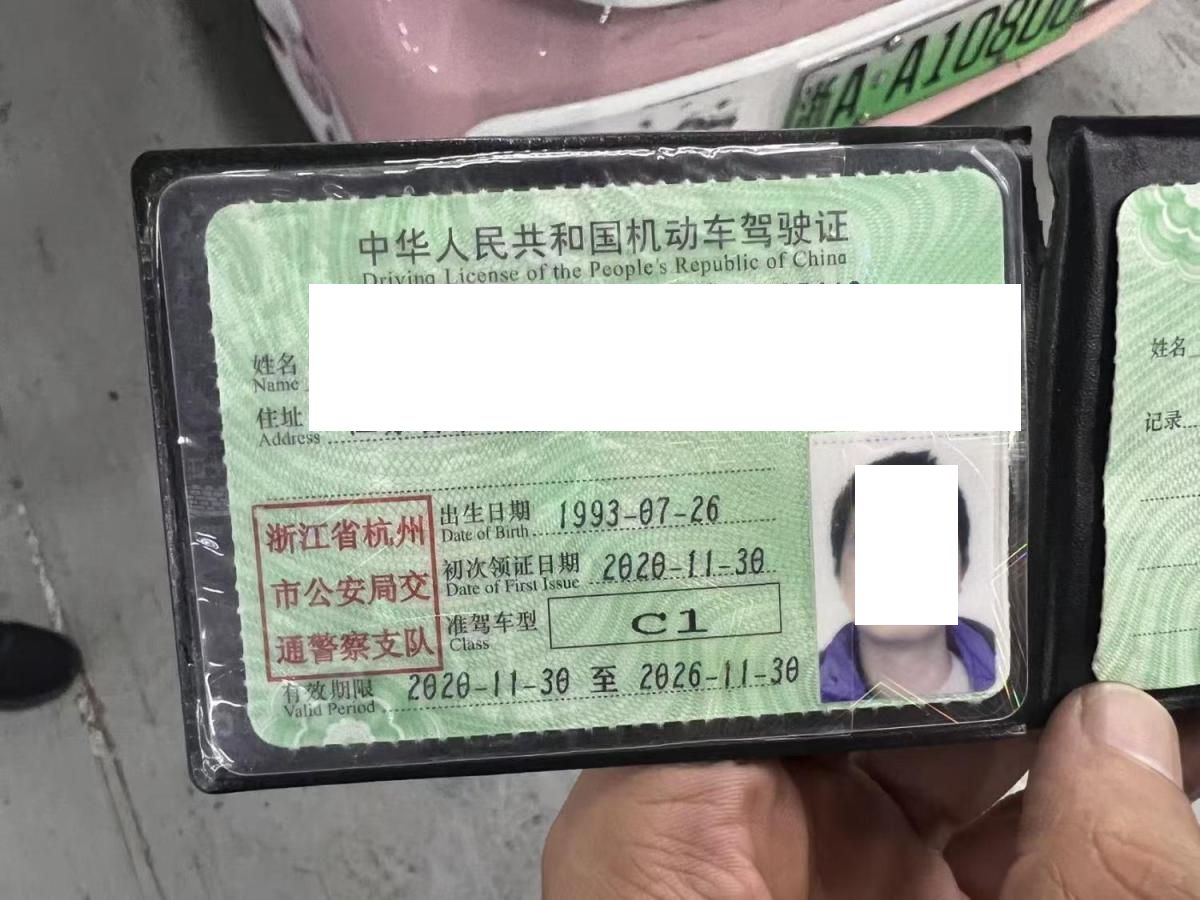 浙A·A10800
中华人民共和国机动车驾驶证
Driving License of the People's Republic of China
姓名
Name
住址
Address
浙江省杭州
市公安局交
通警察支队
出生日期 1993-07-26
Date of Birth
初次领证日期 2020-11-30
Date of First Issue
准驾车型 C1
Class
有效期限 2020-11-30 至 2026-11-30
Valid Period
姓名
记录